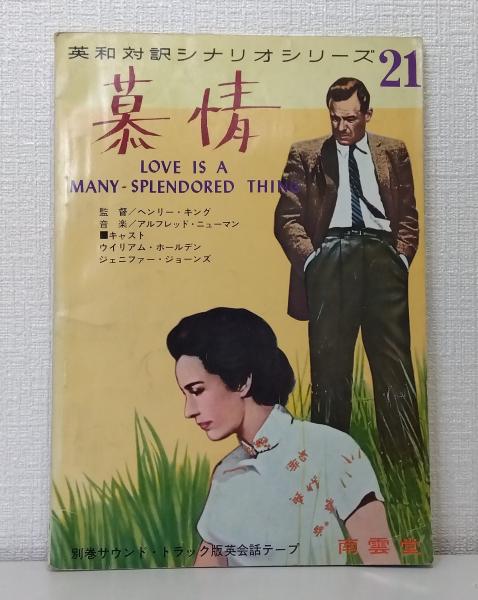 英和対訳シナリオシリーズ21
慕情
LOVE IS A
MANY-SPLENDORED THING
監 督/ヘンリー・キング
音 楽/アルフレッド・ニューマン
■キャスト
ウイリアム・ホールデン
ジェニファー・ジョーンズ
別巻サウンド・トラック版英会話テープ
南雲堂